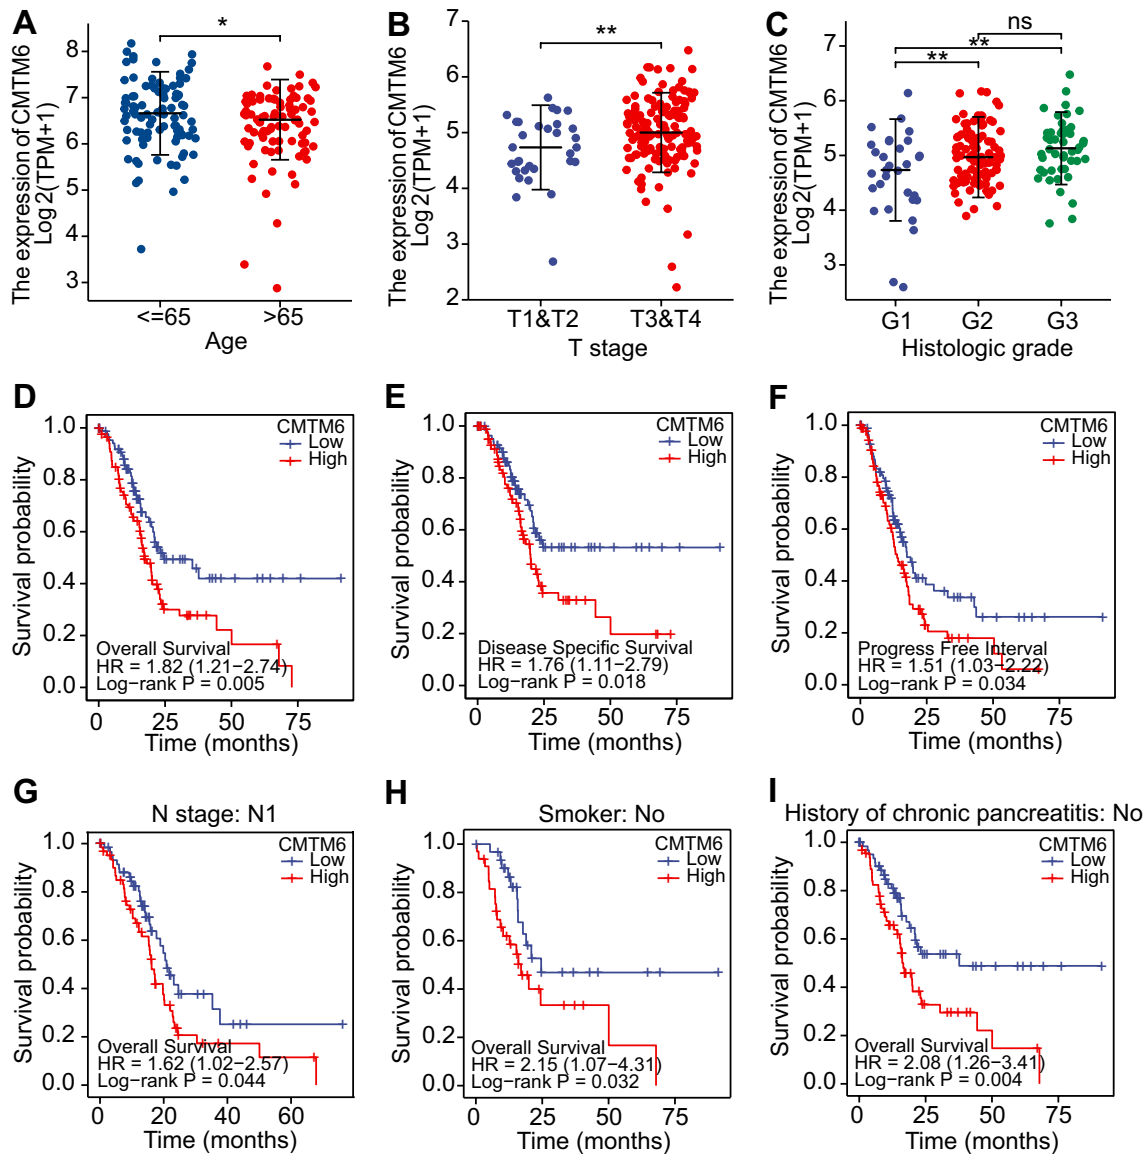 A
The expression of CMTM6
Log2(TPM+1)
8
7
6
5
4
3
*
<=65
>65
Age
B
The expression of CMTM6
Log2(TPM+1)
7
6
5
4
3
2
**
T1&T2
T3&T4
T stage
C
The expression of CMTM6
Log2(TPM+1)
7
6
5
4
3
ns
**
**
G1
G2
G3
Histologic grade
D
Survival probability
1.0
0.8
0.6
0.4
0.2
0.0
CMTM6
Low
High
Overall Survival
HR = 1.82 (1.21−2.74)
Log−rank P = 0.005
0
25
50
75
Time (months)
E
Survival probability
1.0
0.8
0.6
0.4
0.2
0.0
CMTM6
Low
High
Disease Specific Survival
HR = 1.76 (1.11−2.79)
Log−rank P = 0.018
0
25
50
75
Time (months)
F
Survival probability
1.0
0.8
0.6
0.4
0.2
0.0
CMTM6
Low
High
Progress Free Interval
HR = 1.51 (1.03−2.22)
Log−rank P = 0.034
0
25
50
75
Time (months)
G
N stage: N1
Survival probability
1.0
0.8
0.6
0.4
0.2
0.0
CMTM6
Low
High
Overall Survival
HR = 1.62 (1.02−2.57)
Log−rank P = 0.044
0
20
40
60
Time (months)
H
Smoker: No
Survival probability
1.0
0.8
0.6
0.4
0.2
0.0
CMTM6
Low
High
Overall Survival
HR = 2.15 (1.07−4.31)
Log−rank P = 0.032
0
25
50
75
Time (months)
I
History of chronic pancreatitis: No
Survival probability
1.0
0.8
0.6
0.4
0.2
0.0
CMTM6
Low
High
Overall Survival
HR = 2.08 (1.26−3.41)
Log−rank P = 0.004
0
25
50
75
Time (months)